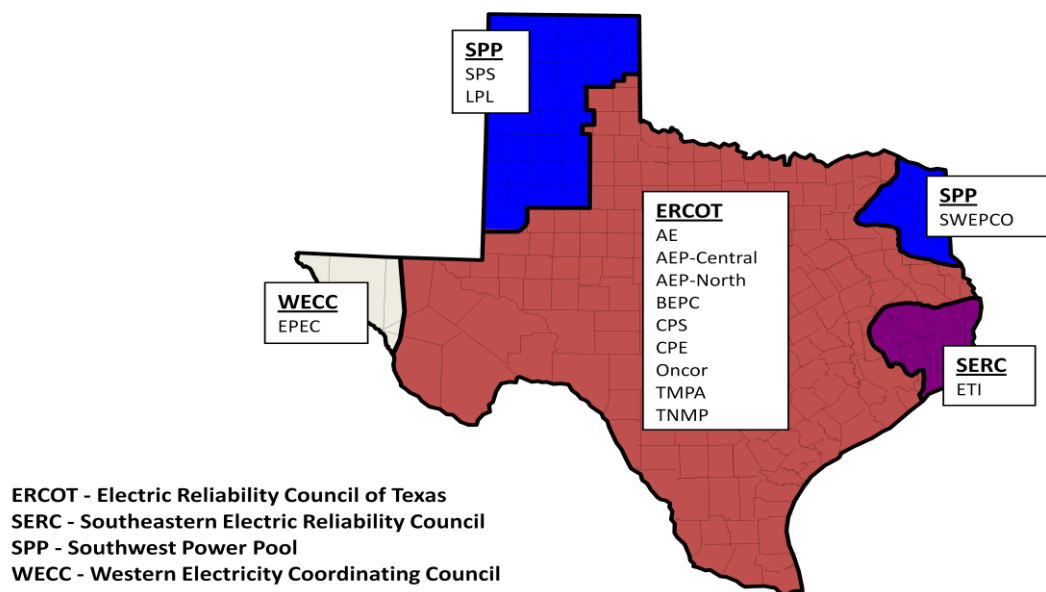 SPP
SPS
LPL
SPP
SWEPCO
ERCOT
AE
AEP-Central
AEP-North
BEPC
CPS
CPE
Oncor
TMPA
TNMP
WECC
EPEC
SERC
ETI
ERCOT - Electric Reliability Council of Texas
SERC - Southeastern Electric Reliability Council
SPP - Southwest Power Pool
WECC - Western Electricity Coordinating Council